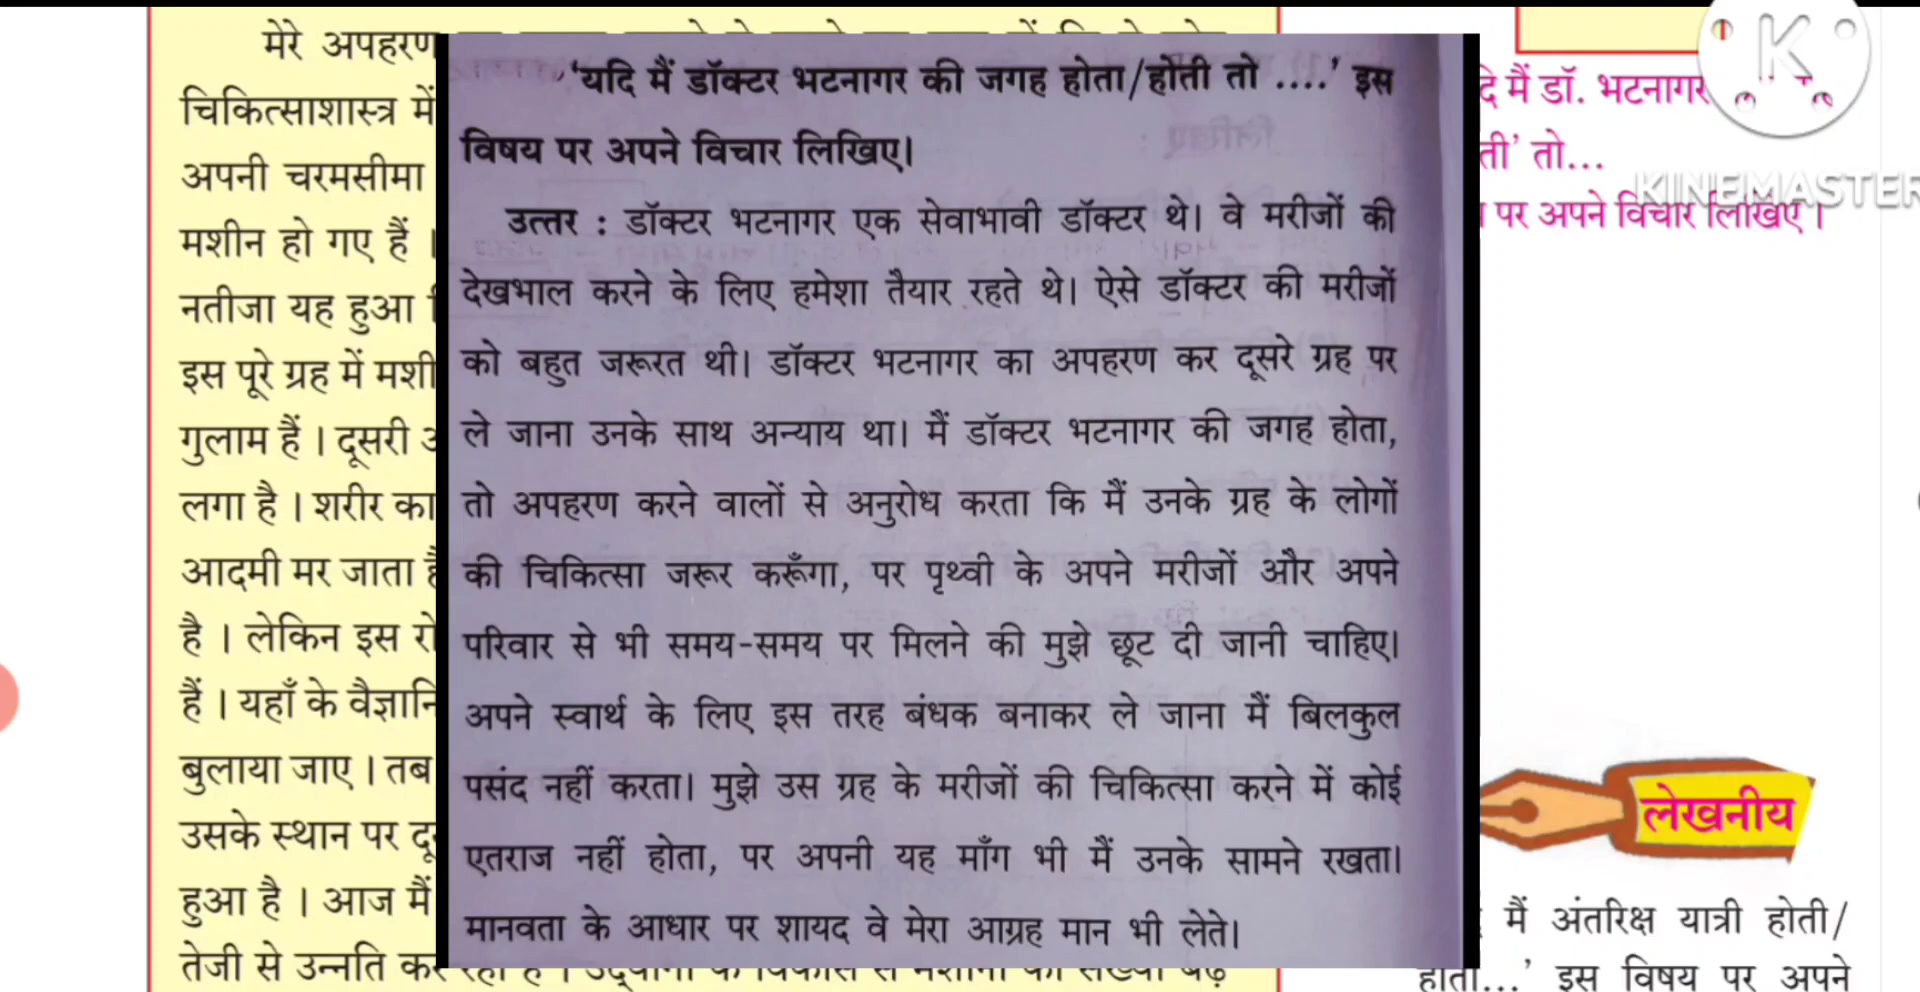 मेरे अपहरण
चिकित्साशास्त्र में
अपनी चरमसीमा
मशीन हो गए हैं ।
नतीजा यह हुआ
इस पूरे ग्रह में मशी
गुलाम हैं । दूसरी
लगा है । शरीर का
आदमी मर जाता
है । लेकिन इस रो
हैं । यहाँ के वैज्ञानि
बुलाया जाए । तब
उसके स्थान पर दू
हुआ है । आज मैं
तेजी से उन्नति कर
'यदि मैं डॉक्टर भटनागर की जगह होता/होती तो ....' इस
विषय पर अपने विचार लिखिए।
उत्तर : डॉक्टर भटनागर एक सेवाभावी डॉक्टर थे। वे मरीजों की
देखभाल करने के लिए हमेशा तैयार रहते थे। ऐसे डॉक्टर की मरीजों
को बहुत जरूरत थी। डॉक्टर भटनागर का अपहरण कर दूसरे ग्रह पर
ले जाना उनके साथ अन्याय था। मैं डॉक्टर भटनागर की जगह होता,
तो अपहरण करने वालों से अनुरोध करता कि मैं उनके ग्रह के लोगों
की चिकित्सा जरूर करूँगा, पर पृथ्वी के अपने मरीजों और अपने
परिवार से भी समय-समय पर मिलने की मुझे छूट दी जानी चाहिए।
अपने स्वार्थ के लिए इस तरह बंधक बनाकर ले जाना मैं बिलकुल
पसंद नहीं करता। मुझे उस ग्रह के मरीजों की चिकित्सा करने में कोई
एतराज नहीं होता, पर अपनी यह माँग भी मैं उनके सामने रखता।
मानवता के आधार पर शायद वे मेरा आग्रह मान भी लेते।
मैं डॉ. भटनागर
ती' तो...
पर अपने विचार लिखिए ।
K
KINEMASTER
लेखनीय
मैं अंतरिक्ष यात्री होती/
होता...' इस विषय पर अपने